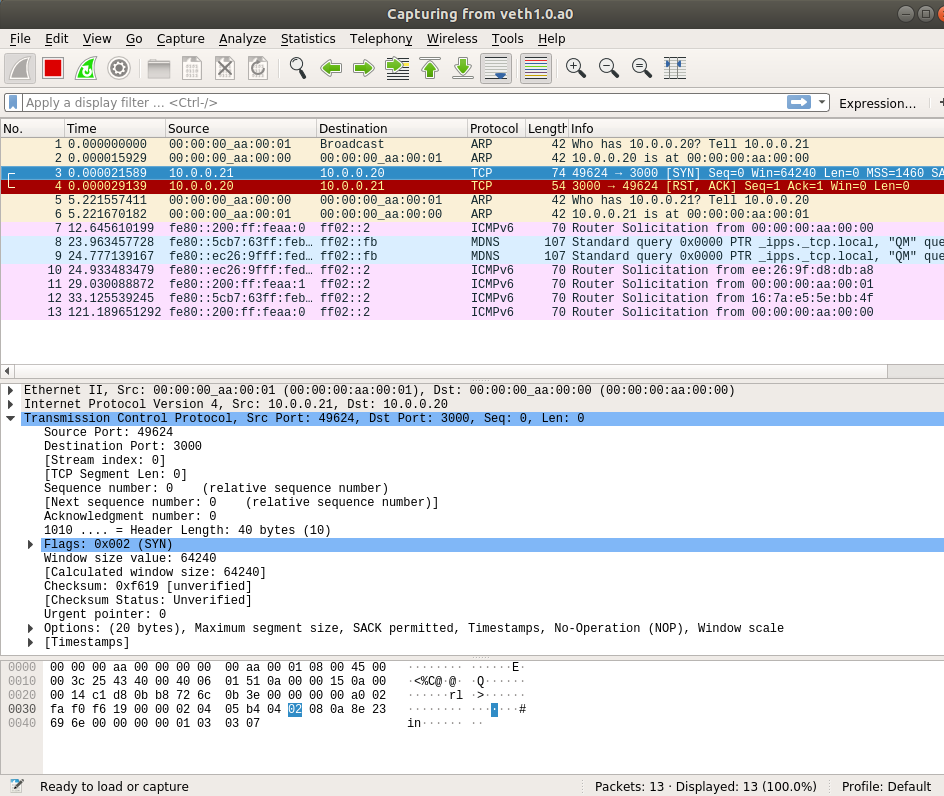 Capturing from veth1.0.a0
File Edit View Go Capture Analyze Statistics Telephony Wireless Tools Help
Apply a display filter … <Ctrl-/> Expression…
No. Time Source Destination Protocol Length Info
1 0.000000000 00:00:00_aa:00:01 Broadcast ARP 42 Who has 10.0.0.20? Tell 10.0.0.21
2 0.000015929 00:00:00_aa:00:00 00:00:00_aa:00:01 ARP 42 10.0.0.20 is at 00:00:00:aa:00:00
3 0.000021589 10.0.0.21 10.0.0.20 TCP 74 49624 → 3000 [SYN] Seq=0 Win=64240 Len=0 MSS=1460 SA
4 0.000029139 10.0.0.20 10.0.0.21 TCP 54 3000 → 49624 [RST, ACK] Seq=1 Ack=1 Win=0 Len=0
5 5.221557411 00:00:00_aa:00:00 00:00:00_aa:00:01 ARP 42 Who has 10.0.0.21? Tell 10.0.0.20
6 5.221670182 00:00:00_aa:00:01 00:00:00_aa:00:00 ARP 42 10.0.0.21 is at 00:00:00:aa:00:01
7 12.645610199 fe80::200:ff:feaa:0 ff02::2 ICMPv6 70 Router Solicitation from 00:00:00:aa:00:00
8 23.963457728 fe80::5cb7:63ff:feb… ff02::fb MDNS 107 Standard query 0x0000 PTR _ipps._tcp.local, "QM" que
9 24.777139167 fe80::ec26:9fff:fed… ff02::fb MDNS 107 Standard query 0x0000 PTR _ipps._tcp.local, "QM" que
10 24.933483479 fe80::ec26:9fff:fed… ff02::2 ICMPv6 70 Router Solicitation from ee:26:9f:d8:db:a8
11 29.030088872 fe80::200:ff:feaa:1 ff02::2 ICMPv6 70 Router Solicitation from 00:00:00:aa:00:01
12 33.125539245 fe80::5cb7:63ff:feb… ff02::2 ICMPv6 70 Router Solicitation from 16:7a:e5:5e:bb:4f
13 121.189651292 fe80::200:ff:feaa:0 ff02::2 ICMPv6 70 Router Solicitation from 00:00:00:aa:00:00
Ethernet II, Src: 00:00:00_aa:00:01 (00:00:00:aa:00:01), Dst: 00:00:00_aa:00:00 (00:00:00:aa:00:00)
Internet Protocol Version 4, Src: 10.0.0.21, Dst: 10.0.0.20
Transmission Control Protocol, Src Port: 49624, Dst Port: 3000, Seq: 0, Len: 0
Source Port: 49624
Destination Port: 3000
[Stream index: 0]
[TCP Segment Len: 0]
Sequence number: 0 (relative sequence number)
[Next sequence number: 0 (relative sequence number)]
Acknowledgment number: 0
1010 .... = Header Length: 40 bytes (10)
Flags: 0x002 (SYN)
Window size value: 64240
[Calculated window size: 64240]
Checksum: 0xf619 [unverified]
[Checksum Status: Unverified]
Urgent pointer: 0
Options: (20 bytes), Maximum segment size, SACK permitted, Timestamps, No-Operation (NOP), Window scale
[Timestamps]
0000 00 00 00 aa 00 00 00 00 00 aa 00 01 08 00 45 00 ········ ······E·
0010 00 3c 25 43 40 00 40 06 01 51 0a 00 00 15 0a 00 ·<%C@·@· ·Q······
0020 00 14 c1 d8 0b b8 72 6c 0b 3e 00 00 00 00 a0 02 ······rl ·>······
0030 fa f0 f6 19 00 00 02 04 05 b4 04 02 08 0a 8e 23 ········ ·······#
0040 69 6e 00 00 00 00 01 03 03 07 in······ ··
Ready to load or capture Packets: 13 · Displayed: 13 (100.0%) Profile: Default